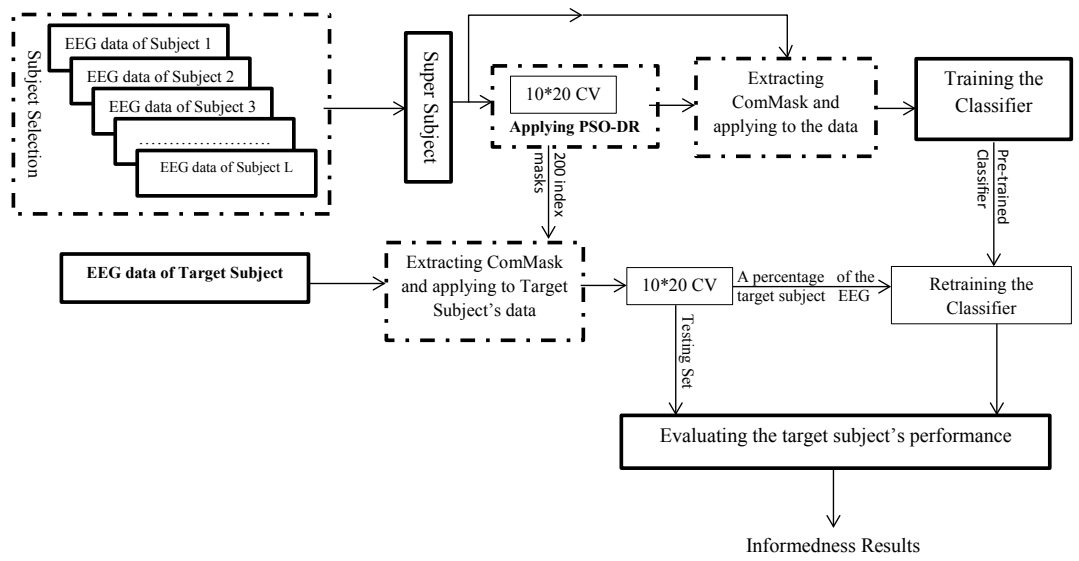 Subject Selection
EEG data of Subject 1
EEG data of Subject 2
EEG data of Subject 3
......................
EEG data of Subject L
Super Subject
10*20 CV
Applying PSO-DR
Extracting
ComMask and
applying to the data
Training the
Classifier
200 index
masks
Pre-trained
Classifier
EEG data of Target Subject
Extracting ComMask
and applying to Target
Subject's data
10*20 CV
A percentage of the
target subject EEG
Retraining the
Classifier
Testing Set
Evaluating the target subject's performance
Informedness Results